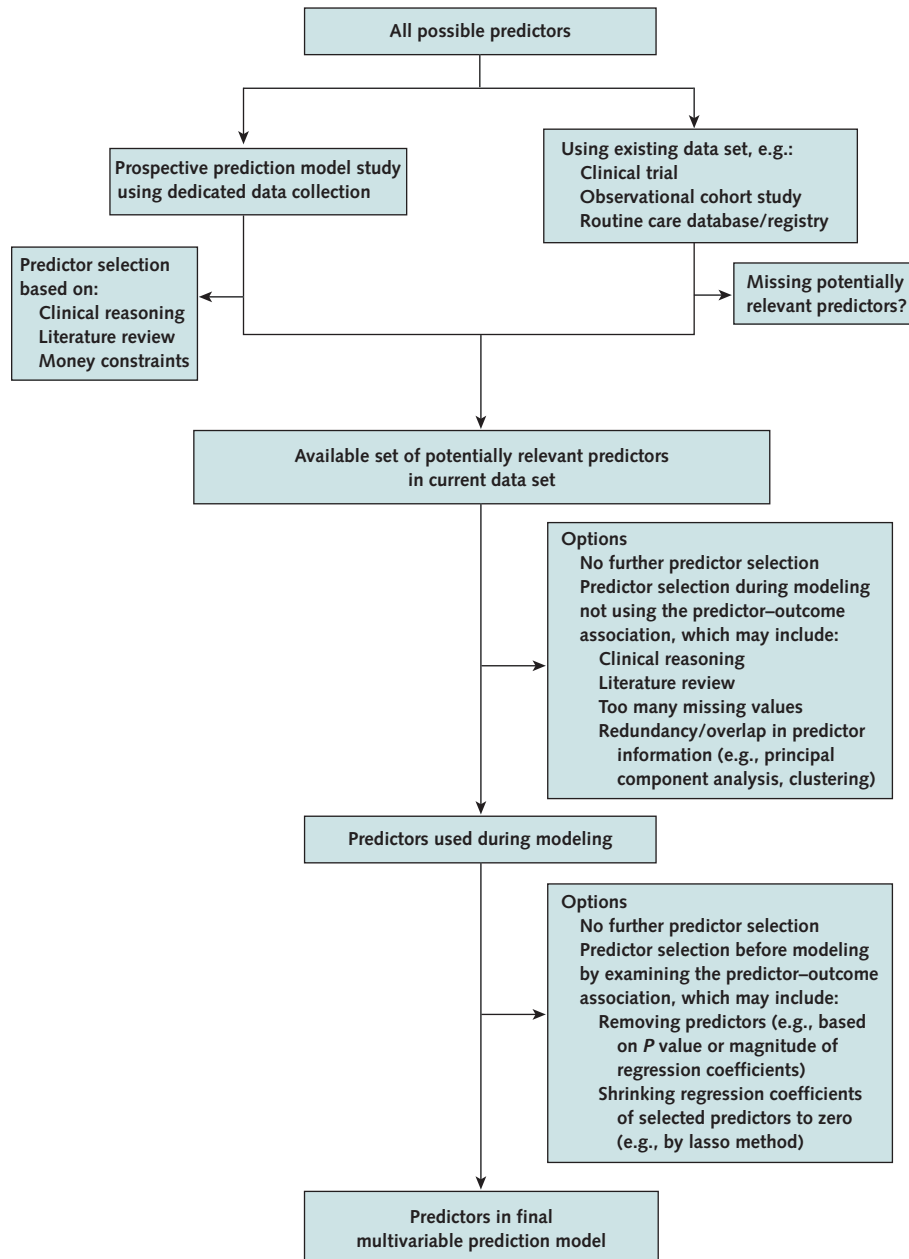 All possible predictors
Prospective prediction model study
using dedicated data collection
Using existing data set, e.g.:
Clinical trial
Observational cohort study
Routine care database/registry
Predictor selection
based on:
Clinical reasoning
Literature review
Money constraints
Missing potentially
relevant predictors?
Available set of potentially relevant predictors
in current data set
Options
No further predictor selection
Predictor selection during modeling
not using the predictor–outcome
association, which may include:
Clinical reasoning
Literature review
Too many missing values
Redundancy/overlap in predictor
information (e.g., principal
component analysis, clustering)
Predictors used during modeling
Options
No further predictor selection
Predictor selection before modeling
by examining the predictor–outcome
association, which may include:
Removing predictors (e.g., based
on P value or magnitude of
regression coefficients)
Shrinking regression coefficients
of selected predictors to zero
(e.g., by lasso method)
Predictors in final
multivariable prediction model